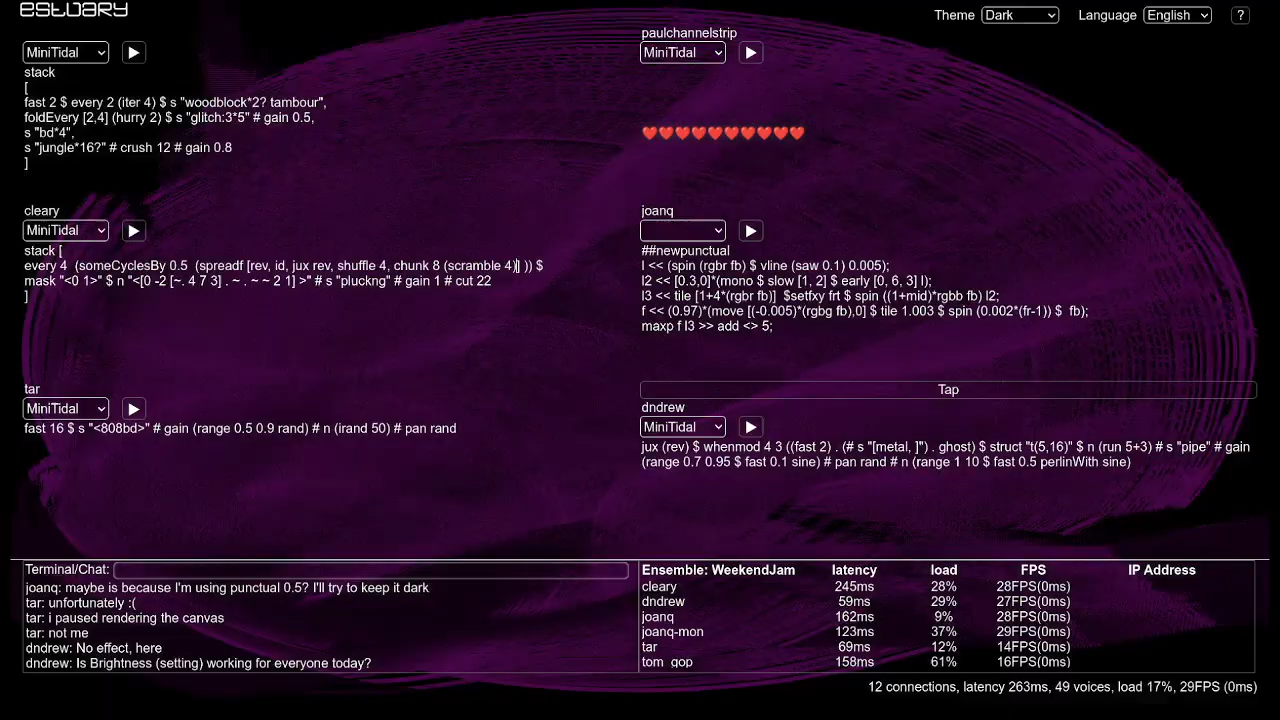 estuary
Theme Dark Language English ?
MiniTidal
stack
[
fast 2 $ every 2 (iter 4) $ s "woodblock*2? tambour",
foldEvery [2,4] (hurry 2) $ s "glitch:3*5" # gain 0.5,
s "bd*4",
s "jungle*16?" # crush 12 # gain 0.8
]
paulchannelstrip
MiniTidal
❤️❤️❤️❤️❤️❤️❤️❤️❤️❤️
cleary
MiniTidal
stack [
every 4  (someCyclesBy 0.5  (spreadf [rev, id, jux rev, shuffle 4, chunk 8 (scramble 4)] )) $
mask "<0 1>" $ n "<[0 -2 [~. 4 7 3] . ~ . ~ ~ 2 1] >" # s "pluckng" # gain 1 # cut 22
]
joanq
##newpunctual
l << (spin (rgbr fb) $ vline (saw 0.1) 0.005);
l2 << [0.3,0]*(mono $ slow [1, 2] $ early [0, 6, 3] l);
l3 << tile [1+4*(rgbr fb)]  $setfxy frt $ spin ((1+mid)*rgbb fb) l2;
f << (0.97)*(move [(-0.005)*(rgbg fb),0] $ tile 1.003 $ spin (0.002*(fr-1)) $  fb);
maxp f l3 >> add <> 5;
tar
MiniTidal
fast 16 $ s "<808bd>" # gain (range 0.5 0.9 rand) # n (irand 50) # pan rand
Tap
dndrew
MiniTidal
jux (rev) $ whenmod 4 3 ((fast 2) . (# s "[metal, ]") . ghost) $ struct "t(5,16)" $ n (run 5+3) # s "pipe" # gain
(range 0.7 0.95 $ fast 0.1 sine) # pan rand # n (range 1 10 $ fast 0.5 perlinWith sine)
Terminal/Chat:
joanq: maybe is because I'm using punctual 0.5? I'll try to keep it dark
tar: unfortunately :(
tar: i paused rendering the canvas
tar: not me
dndrew: No effect, here
dndrew: Is Brightness (setting) working for everyone today?
Ensemble: WeekendJam latency load FPS IP Address
cleary 245ms 28% 28FPS(0ms)
dndrew 59ms 29% 27FPS(0ms)
joanq 162ms 9% 28FPS(0ms)
joanq-mon 123ms 37% 29FPS(0ms)
tar 69ms 12% 14FPS(0ms)
tom_gop 158ms 61% 16FPS(0ms)
12 connections, latency 263ms, 49 voices, load 17%, 29FPS (0ms)